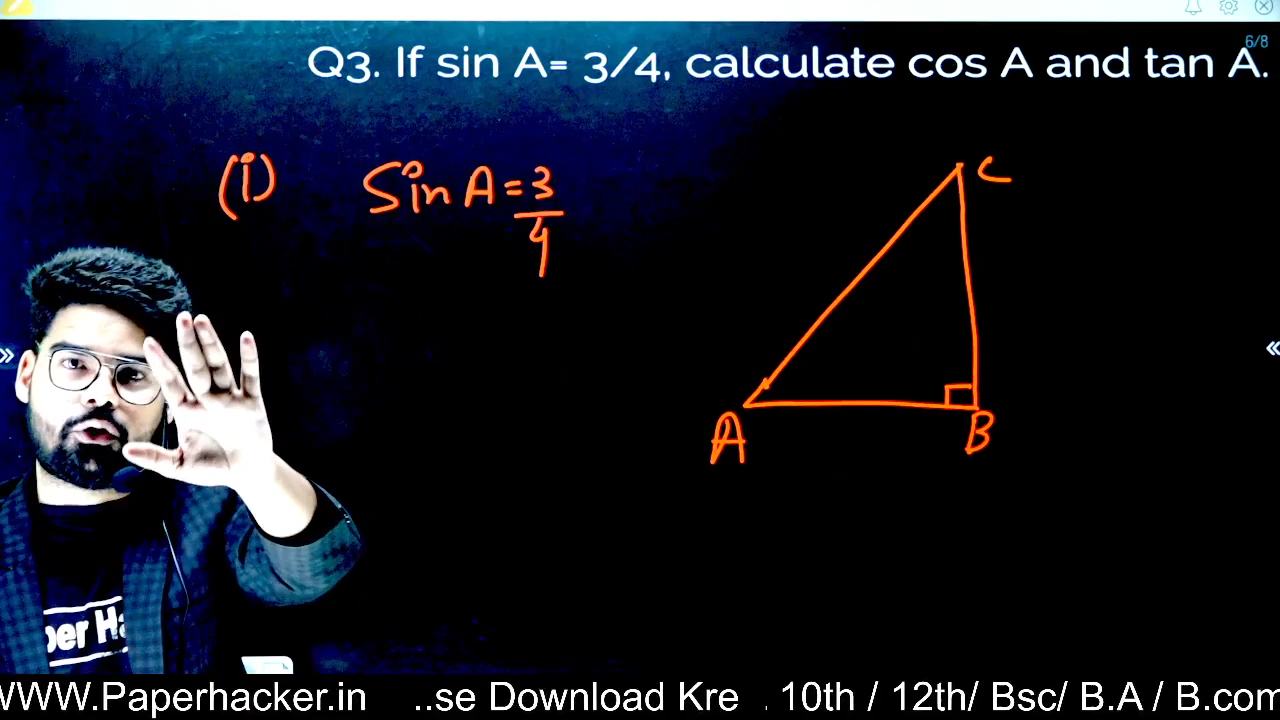 6/8
Q3. If sin A= 3/4, calculate cos A and tan A.
(i) Sin A = 3
4
C
A
B
per Ha
WWW.Paperhacker.in ..se Download Kre . 10th / 12th/ Bsc/ B.A / B.com